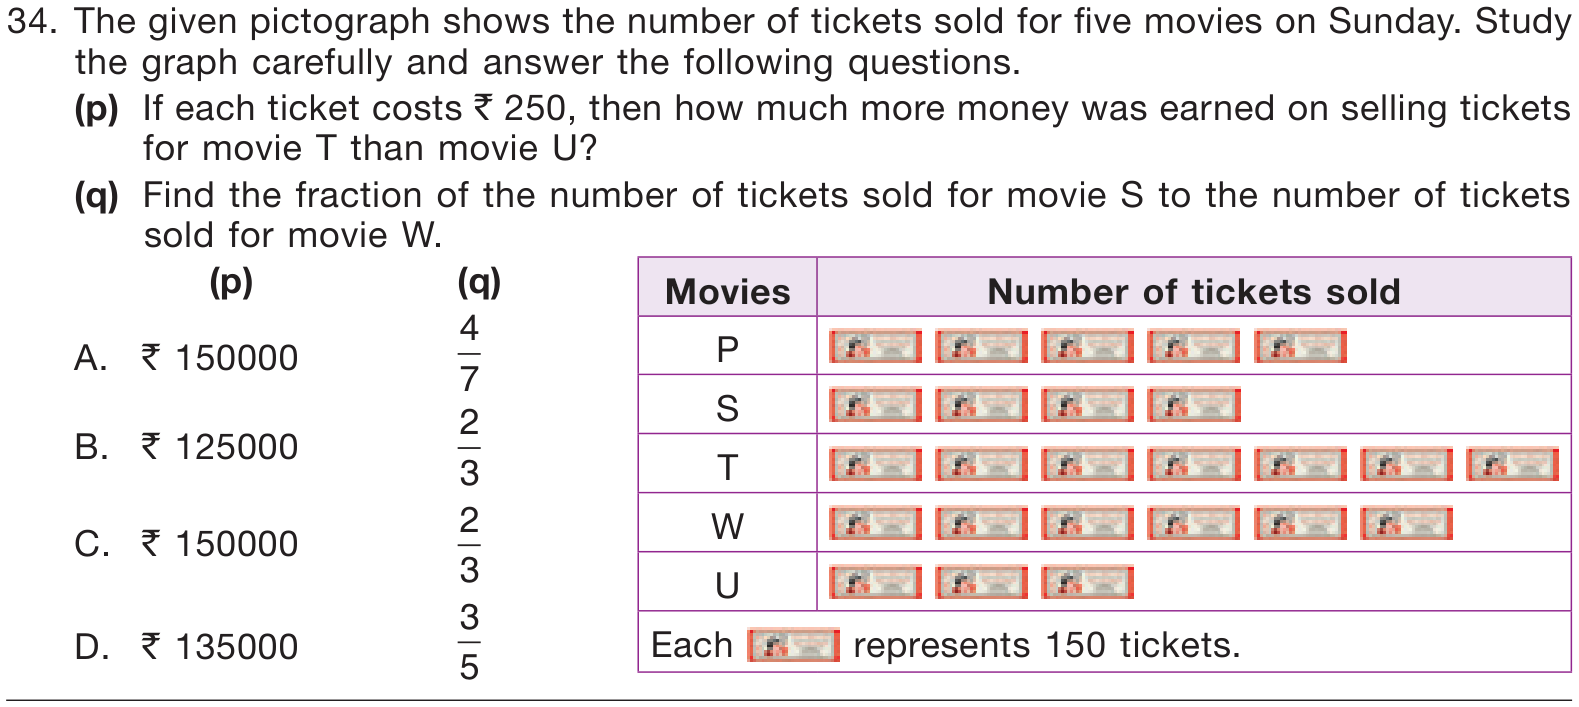 34. The given pictograph shows the number of tickets sold for five movies on Sunday. Study
the graph carefully and answer the following questions.
(p) If each ticket costs ₹ 250, then how much more money was earned on selling tickets
for movie T than movie U?
(q) Find the fraction of the number of tickets sold for movie S to the number of tickets
sold for movie W.
(p) (q)
A. ₹ 150000 4/7
B. ₹ 125000 2/3
C. ₹ 150000 2/3
D. ₹ 135000 3/5
Movies Number of tickets sold
P
S
T
W
U
Each represents 150 tickets.